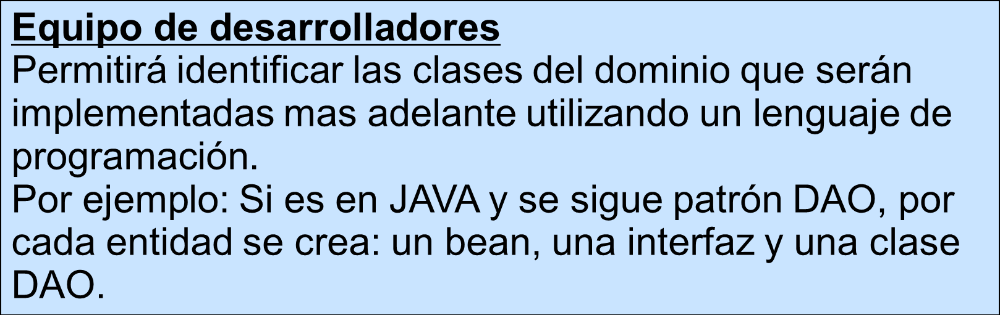 Equipo de desarrolladores
Permitirá identificar las clases del dominio que serán
implementadas mas adelante utilizando un lenguaje de
programación.
Por ejemplo: Si es en JAVA y se sigue patrón DAO, por
cada entidad se crea: un bean, una interfaz y una clase
DAO.